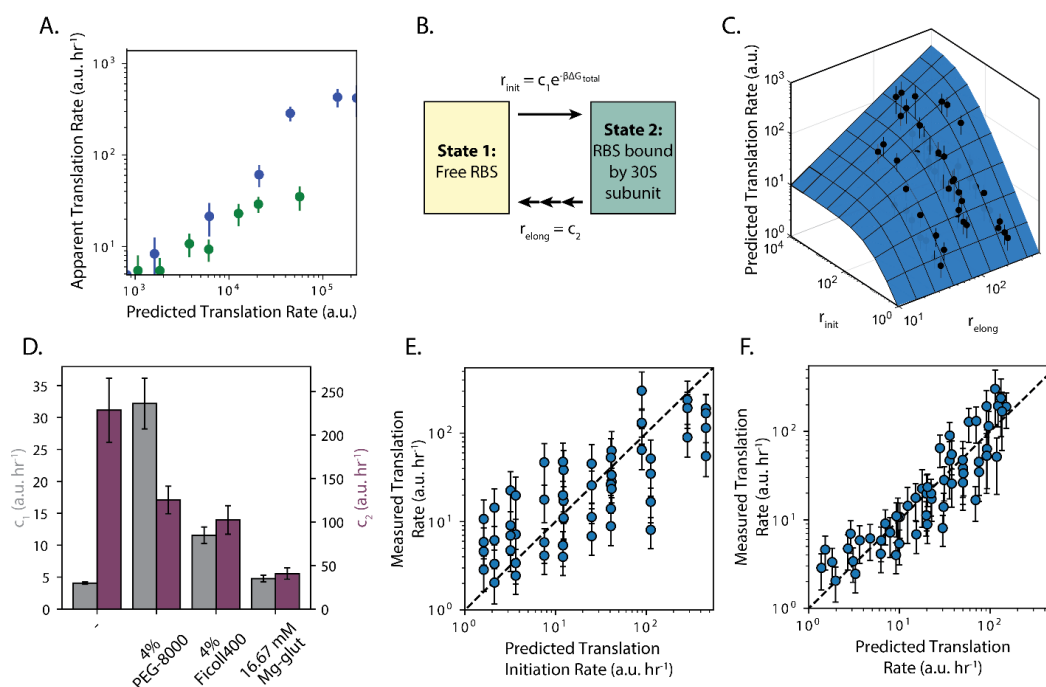 A.
Apparent Translation Rate (a.u. hr⁻¹)
10³
10²
10¹
10³
10⁴
10⁵
Predicted Translation Rate (a.u.)
B.
r_init = c₁e^-βΔG_total
State 1:
Free RBS
State 2:
RBS bound
by 30S
subunit
r_elong = c₂
C.
Predicted Translation Rate (a.u.)
10³
10²
10¹
10⁰
10⁴
10²
10⁰
r_init
10¹
10²
r_elong
D.
c₁ (a.u. hr⁻¹)
35
30
25
20
15
10
5
0
250
200
150
100
50
0
c₂ (a.u. hr⁻¹)
-
4%
PEG-8000
4%
Ficoll400
16.67 mM
Mg-glut
E.
Measured Translation
Rate (a.u. hr⁻¹)
10²
10¹
10⁰
10⁰
10¹
10²
Predicted Translation
Initiation Rate (a.u. hr⁻¹)
F.
Measured Translation
Rate (a.u. hr⁻¹)
10²
10¹
10⁰
10⁰
10¹
10²
Predicted Translation
Rate (a.u. hr⁻¹)